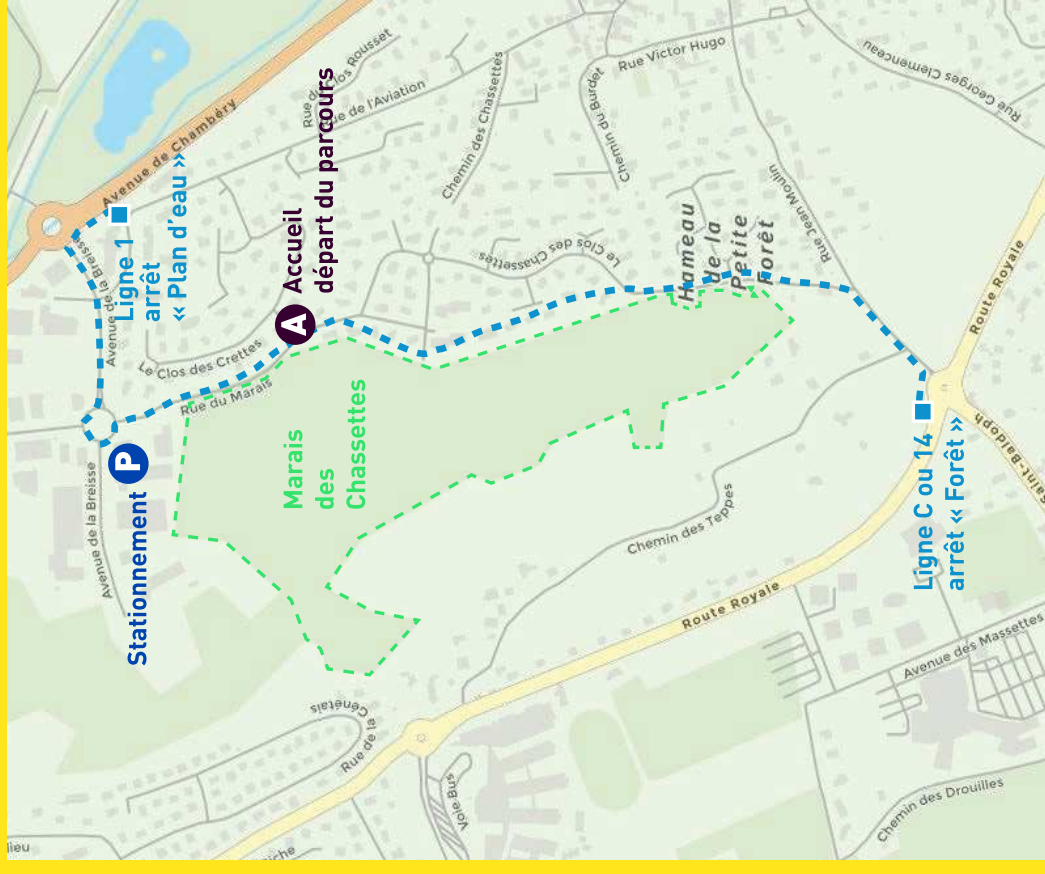 Avenue de Chambéry
Rue du Clos Rousset
Rue de l'Aviation
Chemin des Chassettes
Chemin du Burdet
Rue Victor Hugo
Rue Georges Clemenceau
Avenue de la Breisse
Ligne 1
arrêt
« Plan d'eau »
A
Accueil
départ du parcours
Le Clos des Crettes
Rue du Marais
Le Clos des Chassettes
Hameau
de la
Petite
Forêt
Rue Jean Moulin
Route Royale
Avenue de la Breisse
Stationnement
P
Marais
des
Chassettes
Chemin des Teppes
Ligne C ou 14
arrêt « Forêt »
Saint-Baldoph
Route Royale
Avenue des Massettes
Rue de la
Génétais
Voie Bus
Chemin des Drouilles